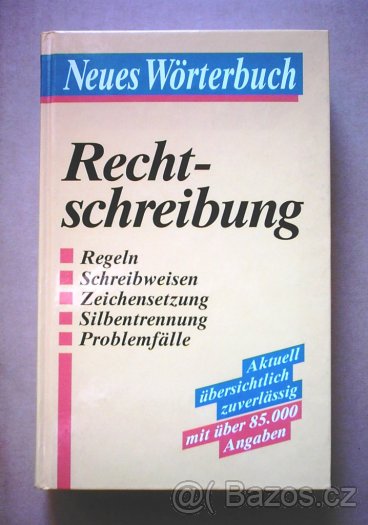 Neues Wörterbuch
Recht-
schreibung
Regeln
Schreibweisen
Zeichensetzung
Silbentrennung
Problemfälle
Aktuell
übersichtlich
zuverlässig
mit über 85.000
Angaben
@ Bazos.cz